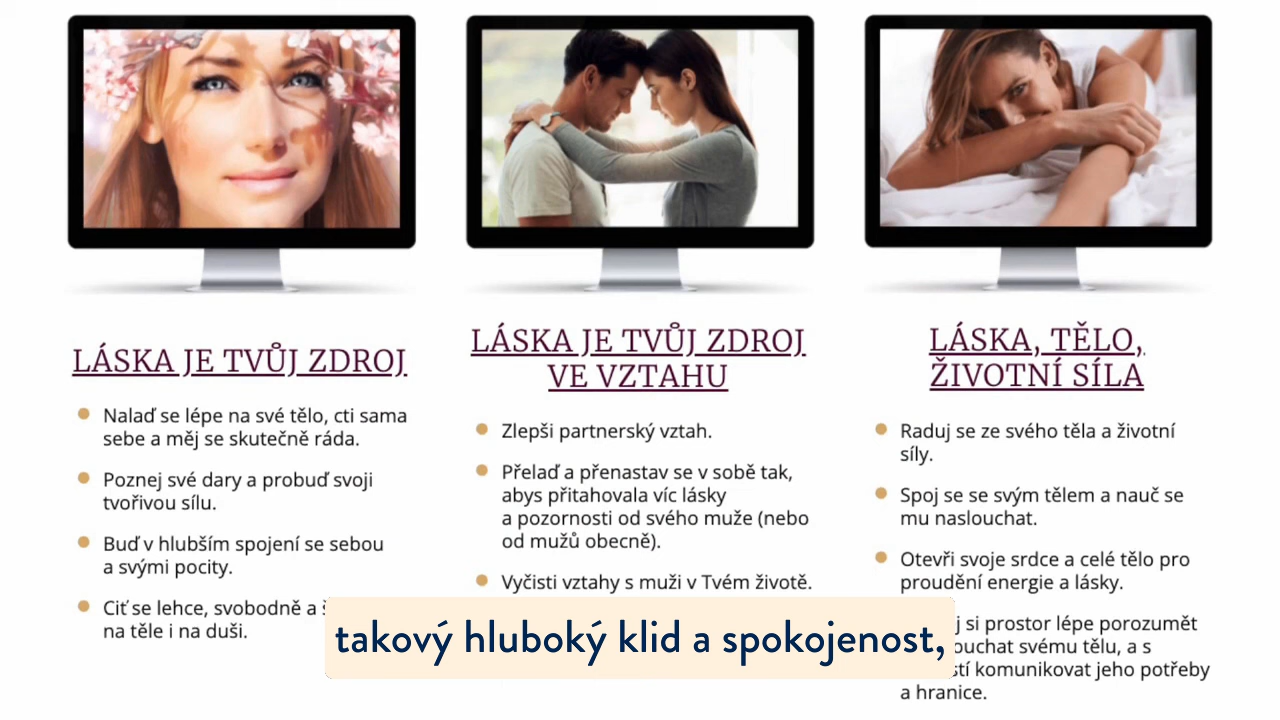 LÁSKA JE TVŮJ ZDROJ
Nalaď se lépe na své tělo, cti sama
sebe a měj se skutečně ráda.
Poznej své dary a probuď svoji
tvořivou sílu.
Buď v hlubším spojení se sebou
a svými pocity.
Ciť se lehce, svobodně a
na těle i na duši.
LÁSKA JE TVŮJ ZDROJ
VE VZTAHU
Zlepši partnerský vztah.
Přelaď a přenastav se v sobě tak,
abys přitahovala víc lásky
a pozornosti od svého muže (nebo
od mužů obecně).
Vyčisti vztahy s muži v Tvém životě.
LÁSKA, TĚLO,
ŽIVOTNÍ SÍLA
Raduj se ze svého těla a životní
síly.
Spoj se se svým tělem a nauč se
mu naslouchat.
Otevři svoje srdce a celé tělo pro
proudění energie a lásky.
si prostor lépe porozumět
svému tělu, a s
komunikovat jeho potřeby
a hranice.
takový hluboký klid a spokojenost,